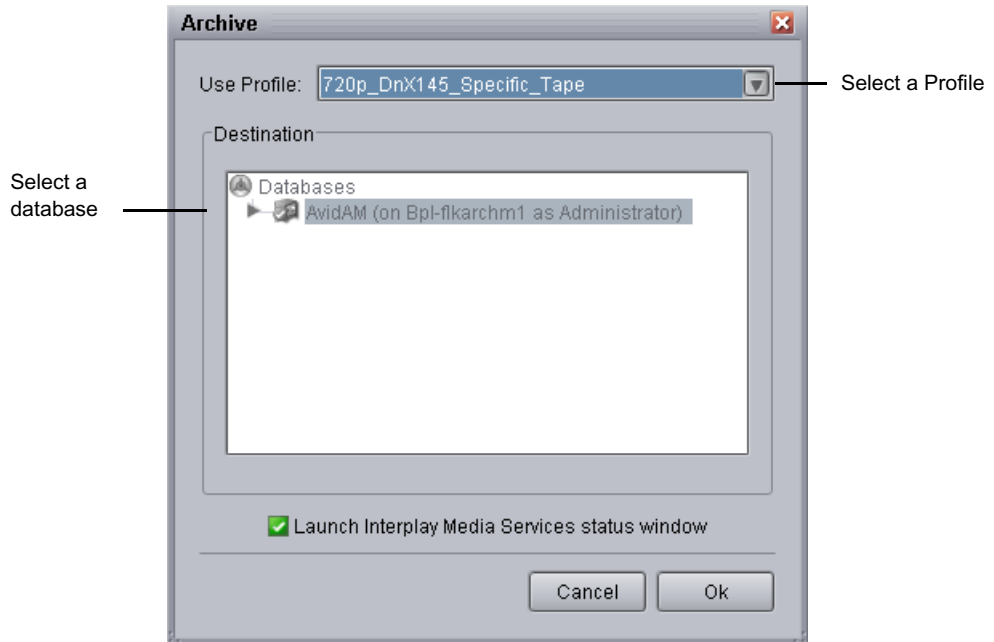 Archive
Use Profile: 720p_DnX145_Specific_Tape
Select a Profile
Destination
Select a
database
Databases
AvidAM (on Bpl-flkarchm1 as Administrator)
Launch Interplay Media Services status window
Cancel Ok